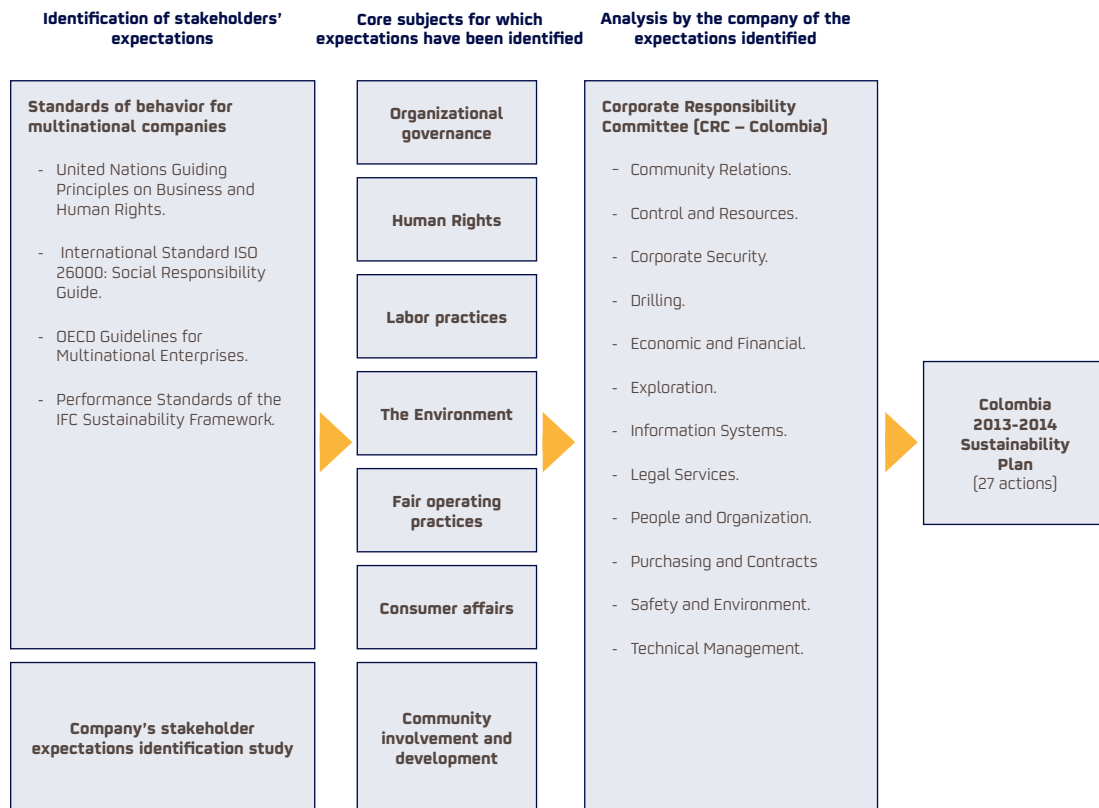 Identification of stakeholders’
expectations
Core subjects for which
expectations have been identified
Analysis by the company of the
expectations identified
Standards of behavior for
multinational companies
- United Nations Guiding
Principles on Business and
Human Rights.
- International Standard ISO
26000: Social Responsibility
Guide.
- OECD Guidelines for
Multinational Enterprises.
- Performance Standards of the
IFC Sustainability Framework.
Company’s stakeholder
expectations identification study
Organizational
governance
Human Rights
Labor practices
The Environment
Fair operating
practices
Consumer affairs
Community
involvement and
development
Corporate Responsibility
Committee (CRC – Colombia)
- Community Relations.
- Control and Resources.
- Corporate Security.
- Drilling.
- Economic and Financial.
- Exploration.
- Information Systems.
- Legal Services.
- People and Organization.
- Purchasing and Contracts
- Safety and Environment.
- Technical Management.
Colombia
2013-2014
Sustainability
Plan
(27 actions)